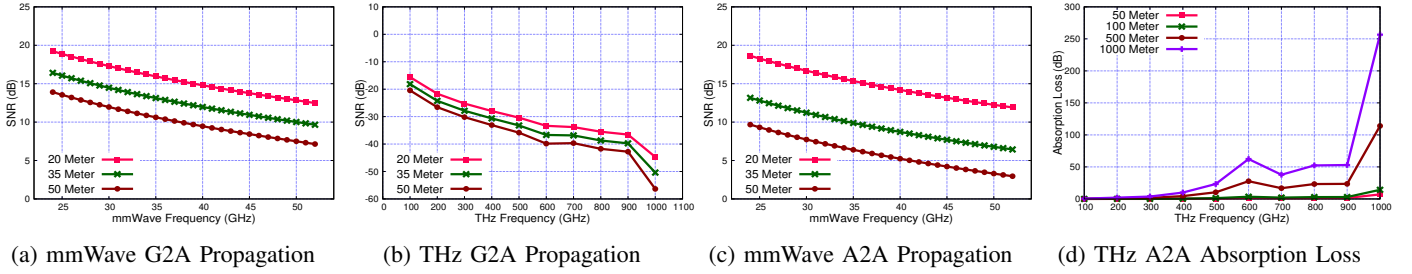 25
20
15
10
5
0
SNR (dB)
25 30 35 40 45 50
mmWave Frequency (GHz)
20 Meter
35 Meter
50 Meter
(a) mmWave G2A Propagation
10
0
-10
-20
-30
-40
-50
-60
SNR (dB)
0 100 200 300 400 500 600 700 800 900 1000 1100
THz Frequency (GHz)
20 Meter
35 Meter
50 Meter
(b) THz G2A Propagation
25
20
15
10
5
0
SNR (dB)
25 30 35 40 45 50
mmWave Frequency (GHz)
20 Meter
35 Meter
50 Meter
(c) mmWave A2A Propagation
300
250
200
150
100
50
0
Absorption Loss (dB)
100 200 300 400 500 600 700 800 900 1000
THz Frequency (GHz)
50 Meter
100 Meter
500 Meter
1000 Meter
(d) THz A2A Absorption Loss